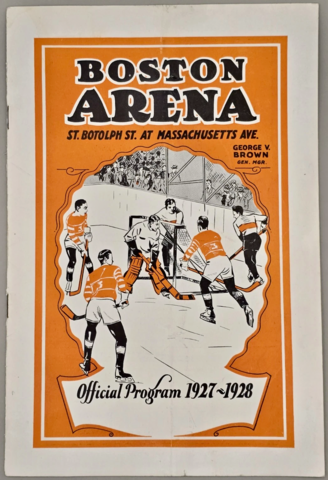 BOSTON
ARENA
ST. BOTOLPH ST. AT MASSACHUSETTS AVE.
GEORGE V.
BROWN
GEN. MGR.
Official Program 1927-1928